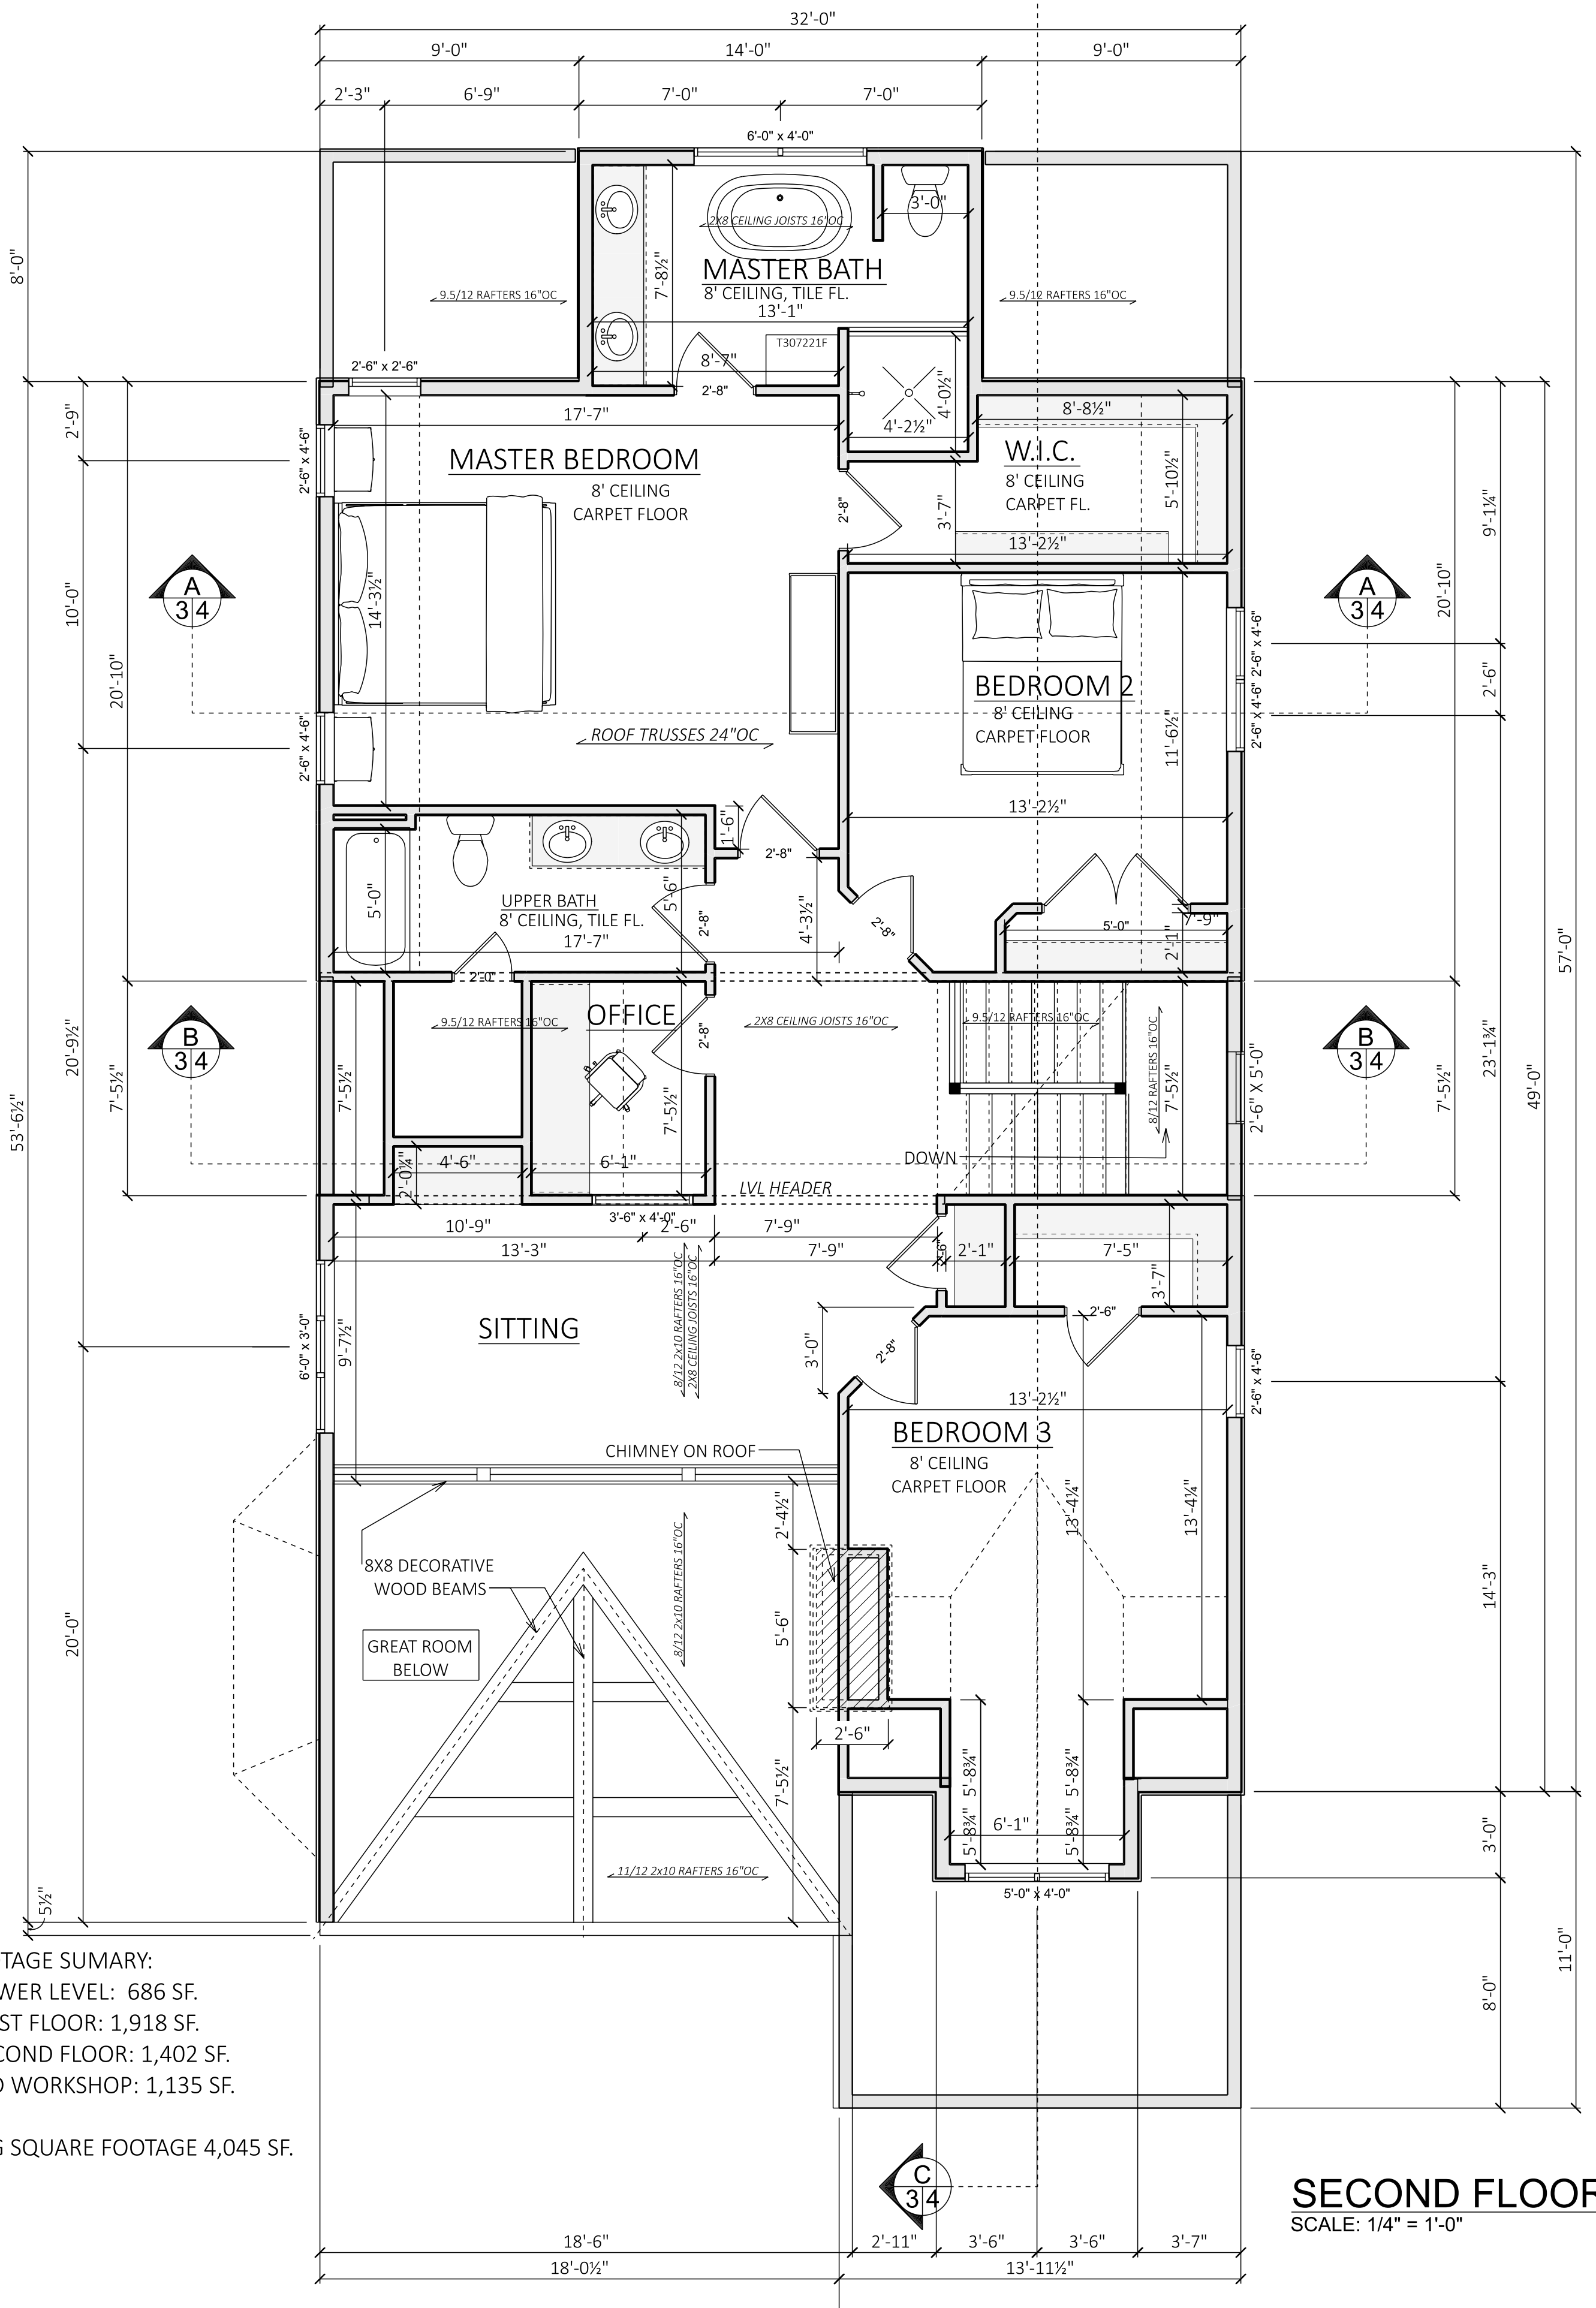 32'-0"
9'-0"
14'-0"
9'-0"
2'-3"
6'-9"
7'-0"
7'-0"
6'-0" x 4'-0"
3'-0"
2X8 CEILING JOISTS 16'OC
8'-0"
7'-8½"
MASTER BATH
8' CEILING, TILE FL.
13'-1"
9.5/12 RAFTERS 16"OC
9.5/12 RAFTERS 16"OC
T307221F
8'-7"
2'-6" x 2'-6"
2'-8"
4'-0½"
4'-2½"
2'-9"
17'-7"
8'-8½"
2'-6" x 4'-6"
MASTER BEDROOM
8' CEILING
CARPET FLOOR
W.I.C.
8' CEILING
CARPET FL.
5'-10½"
2'-8"
3'-7"
13'-2½"
9'-1¼"
A
3 4
A
3 4
10'-0"
14'-3½"
20'-10"
20'-10"
2'-6"
2'-6" x 4'-6"
2'-6" x 4'-6"
BEDROOM 2
8' CEILING
CARPET FLOOR
11'-6½"
ROOF TRUSSES 24"OC
2'-6" x 4'-6"
13'-2½"
1'-6"
2'-8"
5'-0"
UPPER BATH
8' CEILING, TILE FL.
5'-6"
2'-8"
4'-3½"
2'-8"
17'-7"
5'-0"
7'-9"
2'-1"
2'-0"
57'-0"
OFFICE
9.5/12 RAFTERS 16"OC
2X8 CEILING JOISTS 16"OC
9.5/12 RAFTERS 16"OC
8/12 RAFTERS 16"OC
2'-8"
B
3 4
B
3 4
20'-9½"
7'-5½"
7'-5½"
7'-5½"
7'-5½"
2'-6" X 5'-0"
7'-5½"
23'-1¾"
49'-0"
53'-6½"
DOWN
4'-6"
2'-0¼"
6'-1"
LVL HEADER
3'-6" x 4'-0"
10'-9"
2'-6"
7'-9"
13'-3"
7'-9"
2'-1"
7'-5"
3'-7"
2'-6"
8/12 2x10 RAFTERS 16"OC
2X8 CEILING JOISTS 16"OC
SITTING
6'-0" x 3'-0"
9'-7½"
3'-0"
2'-8"
2'-6" x 4'-6"
13'-2½"
BEDROOM 3
8' CEILING
CARPET FLOOR
CHIMNEY ON ROOF
2'-4½"
13'-4¼"
13'-4¼"
8X8 DECORATIVE
WOOD BEAMS
8/12 2x10 RAFTERS 16"OC
14'-3"
20'-0"
5'-6"
GREAT ROOM
BELOW
2'-6"
7'-5½"
5'-8¾"
5'-8¾"
5'-8¾"
5'-8¾"
6'-1"
3'-0"
11/12 2x10 RAFTERS 16"OC
5'-0" x 4'-0"
5½"
11'-0"
8'-0"
TAGE SUMARY:
WER LEVEL: 686 SF.
ST FLOOR: 1,918 SF.
COND FLOOR: 1,402 SF.
D WORKSHOP: 1,135 SF.
G SQUARE FOOTAGE 4,045 SF.
C
3 4
SECOND FLOOR
SCALE: 1/4" = 1'-0"
18'-6"
2'-11"
3'-6"
3'-6"
3'-7"
18'-0½"
13'-11½"